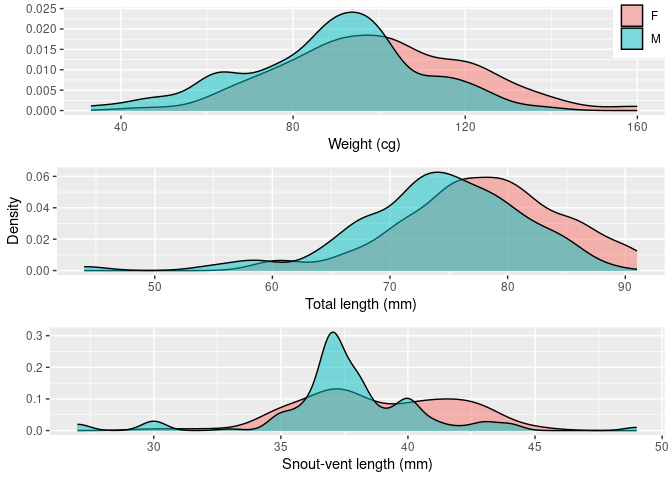 F
M
0.025
0.020
0.015
0.010
0.005
0.000
40 80 120 160
Weight (cg)
Density
0.06
0.04
0.02
0.00
50 60 70 80 90
Total length (mm)
0.3
0.2
0.1
0.0
30 35 40 45 50
Snout-vent length (mm)